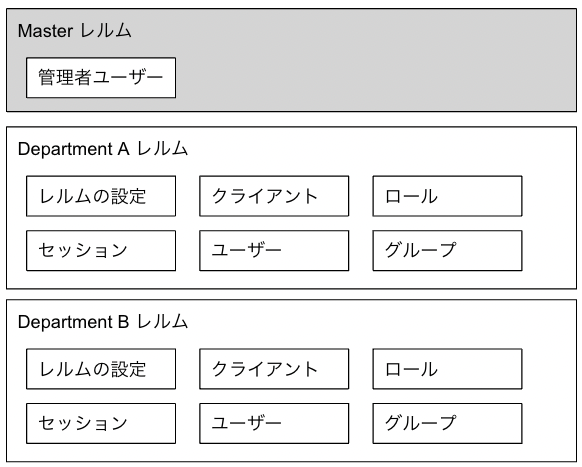 Master レルム
管理者ユーザー
Department A レルム
レルムの設定 クライアント ロール
セッション ユーザー グループ
Department B レルム
レルムの設定 クライアント ロール
セッション ユーザー グループ